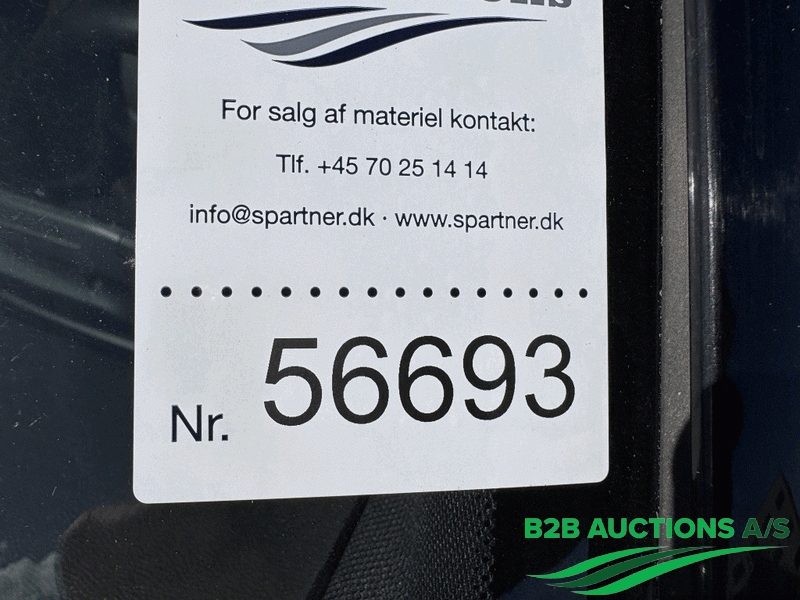 For salg af materiel kontakt:
Tlf. +45 70 25 14 14
info@spartner.dk · www.spartner.dk
Nr. 56693
B2B AUCTIONS A/S